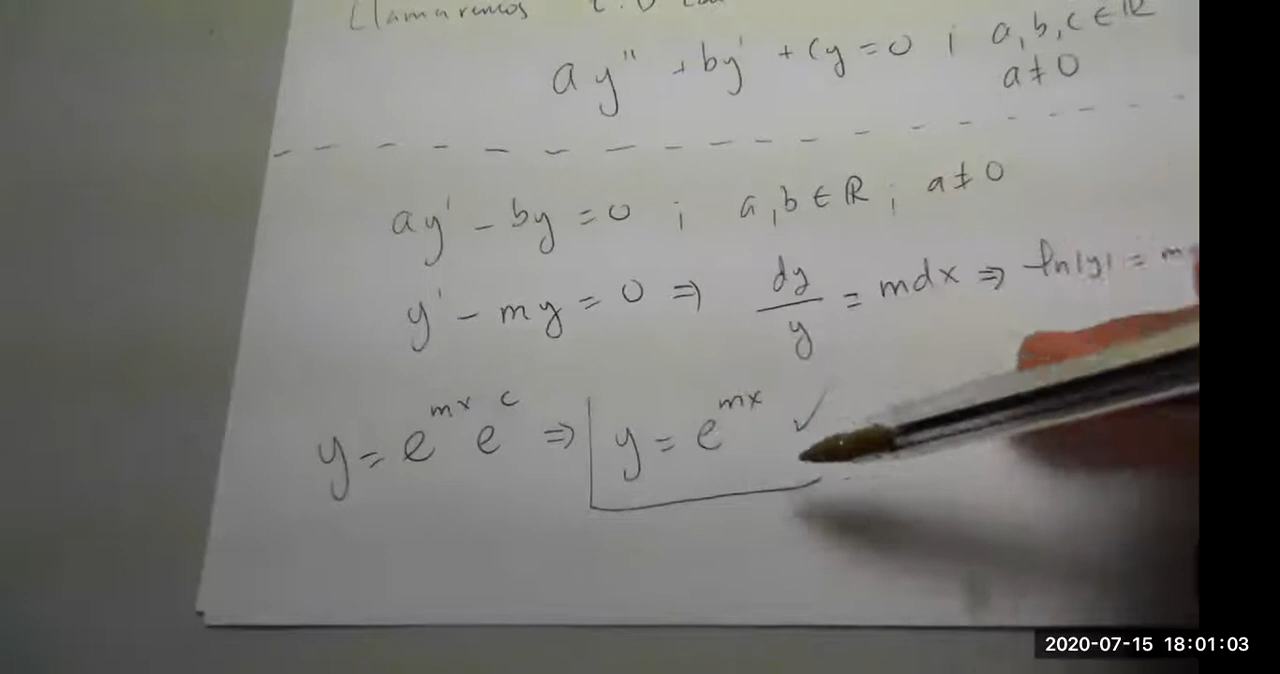 Llamaremos
ay'' + by' + cy = 0 ; a, b, c ∈ ℝ
a ≠ 0
ay' - by = 0 ; a, b ∈ ℝ ; a ≠ 0
y' - my = 0 ⇒ dy/y = mdx ⇒ ln|y| = m
y = e^{mx} e^{c} ⇒ y = e^{mx} ✓
2020-07-15 18:01:03